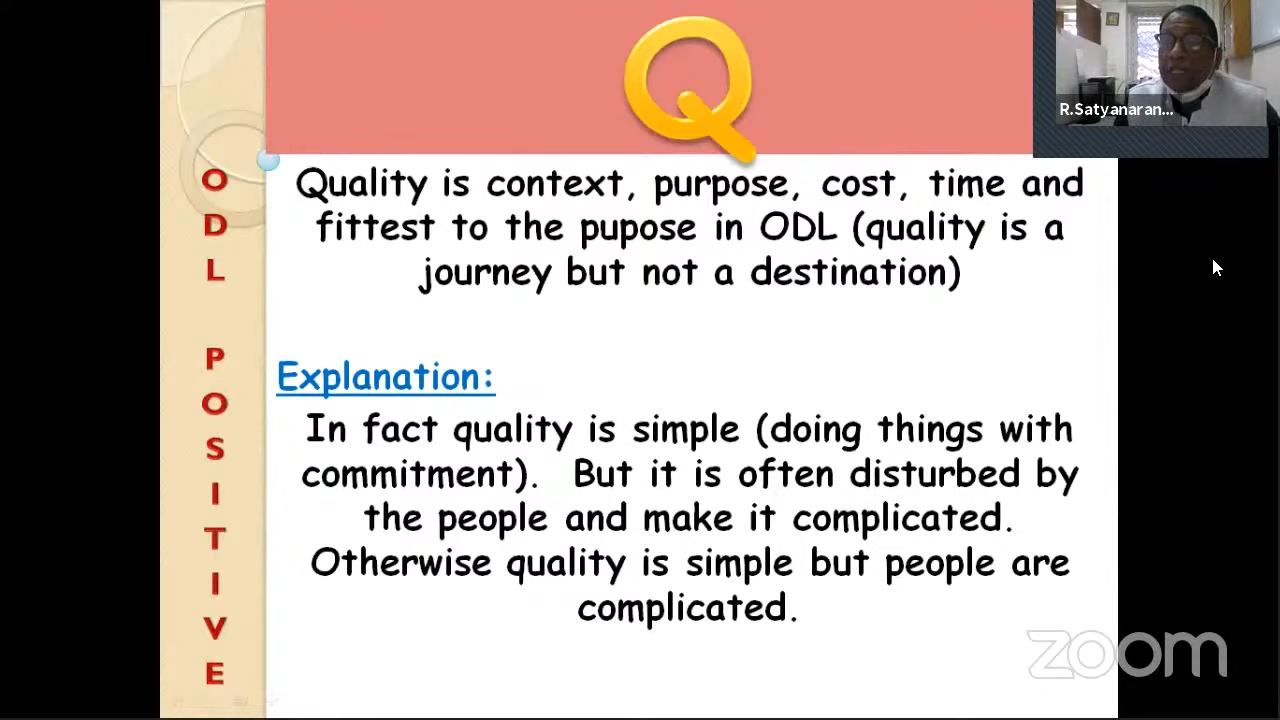 Q
R.Satyanaran...
Quality is context, purpose, cost, time and
fittest to the pupose in ODL (quality is a
journey but not a destination)
Explanation:
In fact quality is simple (doing things with
commitment). But it is often disturbed by
the people and make it complicated.
Otherwise quality is simple but people are
complicated.
O
D
L
P
O
S
I
T
I
V
E
zoom